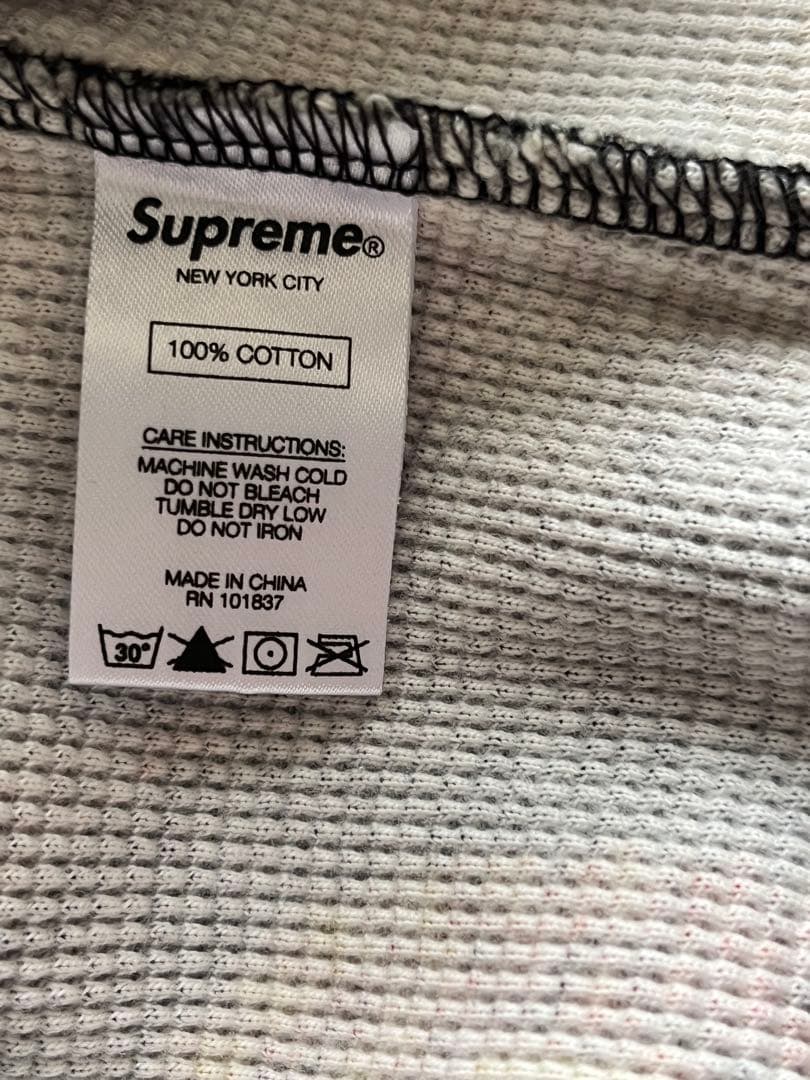 Supreme®
NEW YORK CITY
100% COTTON
CARE INSTRUCTIONS:
MACHINE WASH COLD
DO NOT BLEACH
TUMBLE DRY LOW
DO NOT IRON
MADE IN CHINA
RN 101837
30°